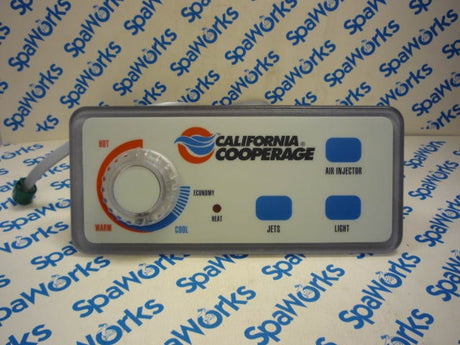 CALIFORNIA
COOPERAGE®
HOT
AIR INJECTOR
ECONOMY
WARM
COOL
HEAT
JETS
LIGHT
SpaWorks